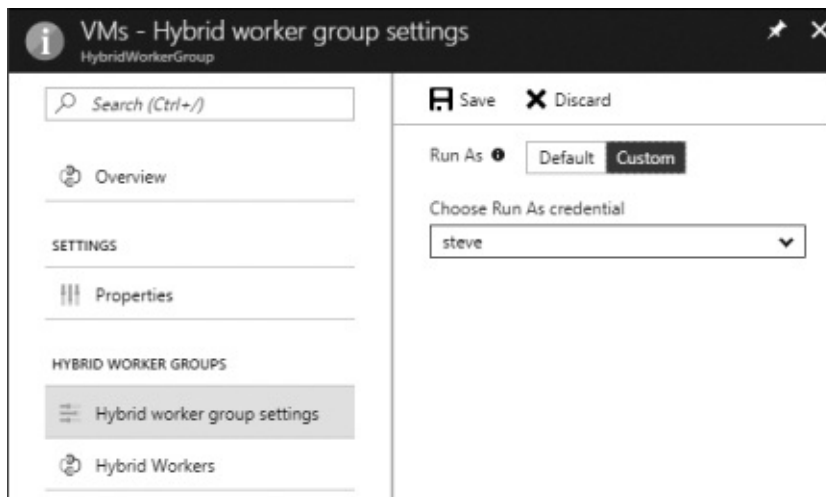 VMs - Hybrid worker group settings
HybridWorkerGroup
Search (Ctrl+/)
Overview
SETTINGS
Properties
HYBRID WORKER GROUPS
Hybrid worker group settings
Hybrid Workers
Save Discard
Run As Default Custom
Choose Run As credential
steve